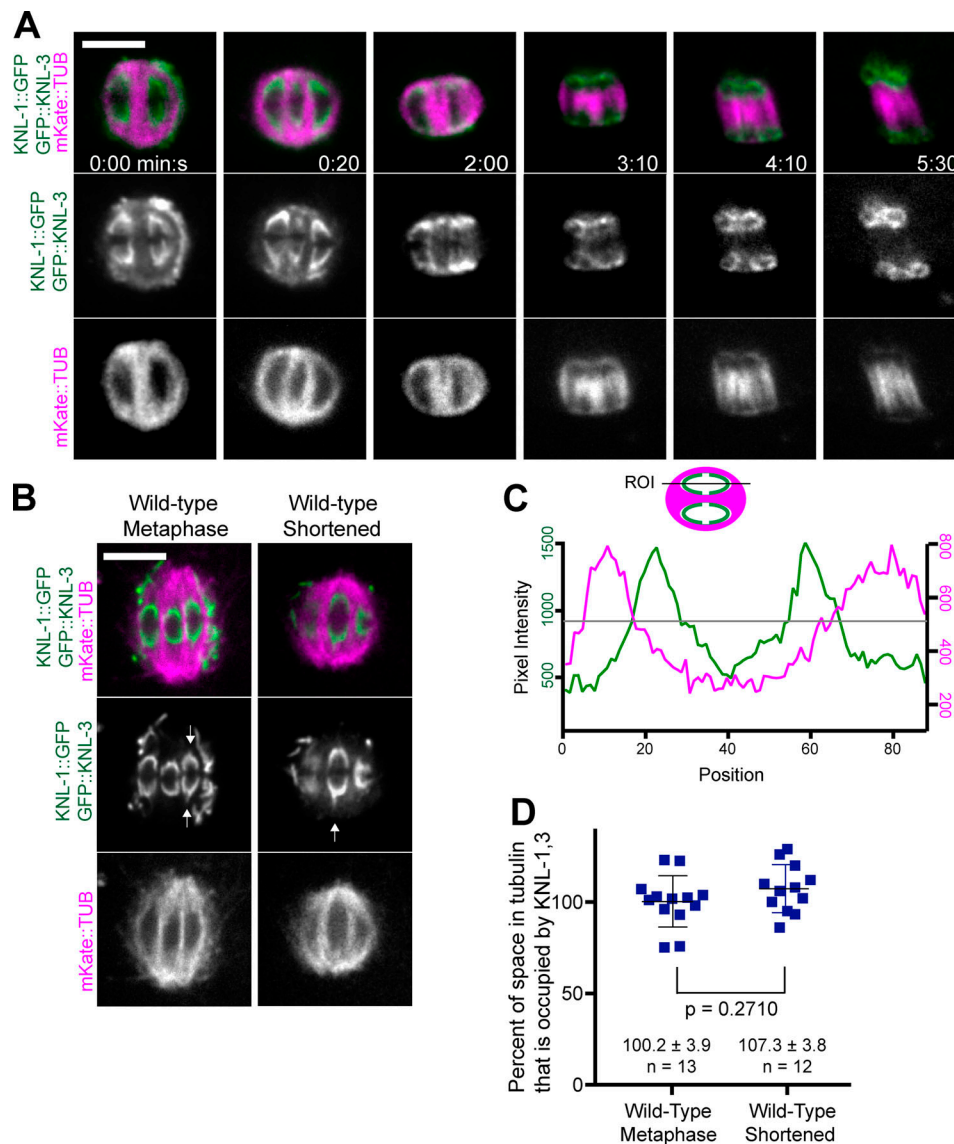 A
KNL-1::GFP
GFP::KNL-3
mKate::TUB
0:00 min:s
0:20
2:00
3:10
4:10
5:30
KNL-1::GFP
GFP::KNL-3
mKate::TUB
B
Wild-type
Metaphase
Wild-type
Shortened
KNL-1::GFP
GFP::KNL-3
mKate::TUB
KNL-1::GFP
GFP::KNL-3
mKate::TUB
C
ROI
Pixel Intensity
1500
1000
500
800
600
400
200
0
20
40
60
80
Position
D
Percent of space in tubulin
that is occupied by KNL-1,3
100
50
0
p = 0.2710
100.2 ± 3.9
n = 13
107.3 ± 3.8
n = 12
Wild-Type
Metaphase
Wild-Type
Shortened